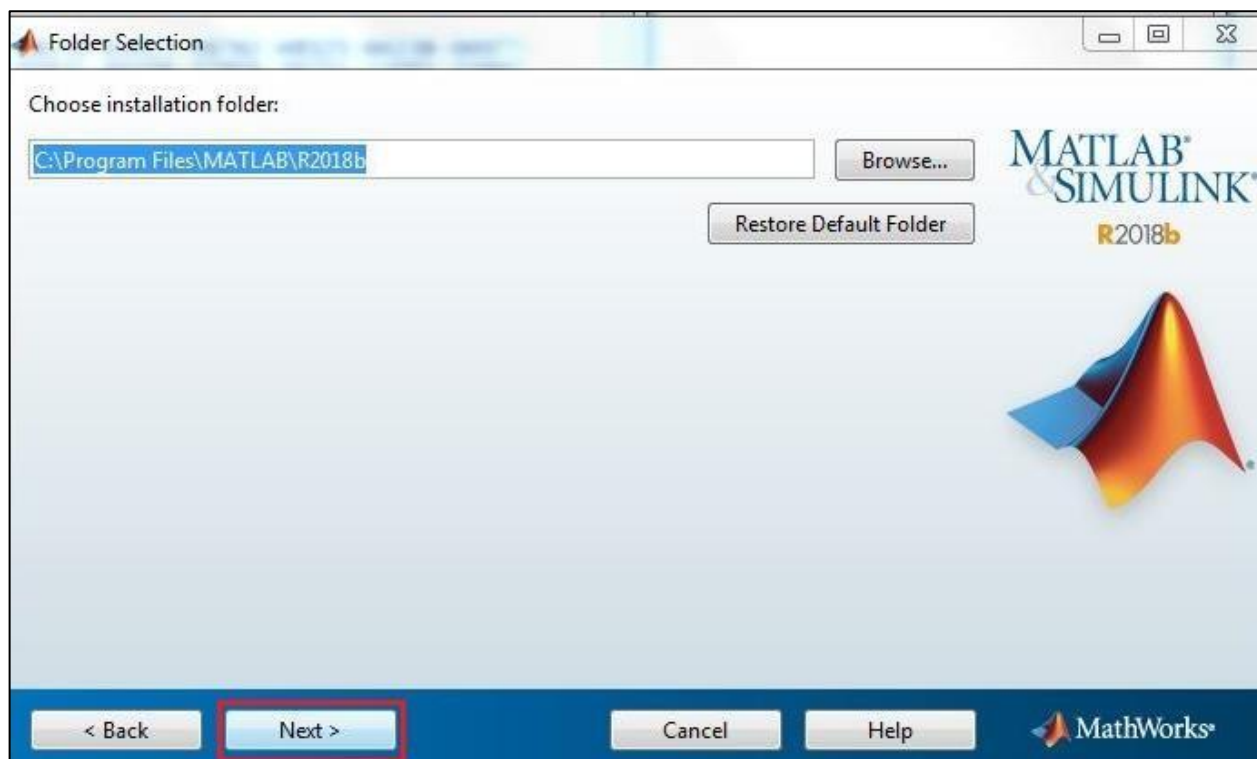 Folder Selection
Choose installation folder:
C:\Program Files\MATLAB\R2018b
Browse...
Restore Default Folder
MATLAB®
&SIMULINK®
R2018b
< Back
Next >
Cancel
Help
MathWorks®